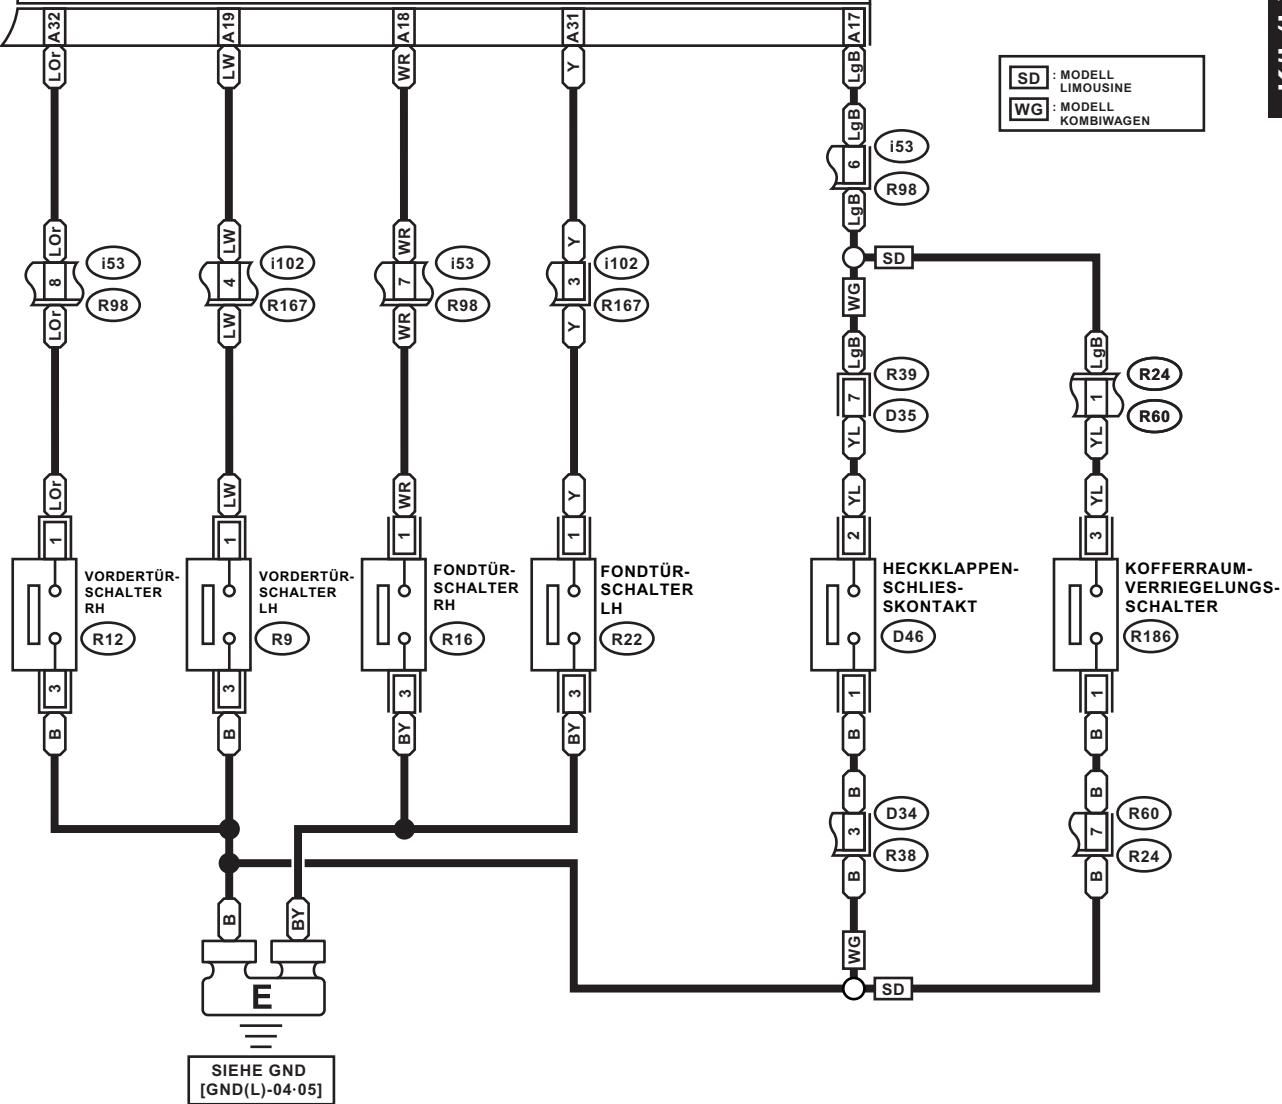 A32 A19 A18 A31 A17
LOr LW WR Y LgB
SD : MODELL
LIMOUSINE
WG : MODELL
KOMBIWAGEN
LgB
6 i53
R98
LgB
LOr LW WR Y
8 i53 4 i102 7 i53 3 i102
R98 R167 R98 R167
LOr LW WR Y
SD
WG
LgB LgB
7 R39 1 R24
D35 R60
YL YL
LOr LW WR Y YL YL
1 1 1 1 2 3
VORDERTÜR-
SCHALTER
RH
R12
VORDERTÜR-
SCHALTER
LH
R9
FONDTÜR-
SCHALTER
RH
R16
FONDTÜR-
SCHALTER
LH
R22
HECKKLAPPEN-
SCHLIES-
SKONTAKT
D46
KOFFERRAUM-
VERRIEGELUNGS-
SCHALTER
R186
3 3 3 3 1 1
B B BY BY B B
B B
3 D34 7 R60
R38 R24
B B
B BY
WG
SD
E
SIEHE GND
[GND(L)-04·05]